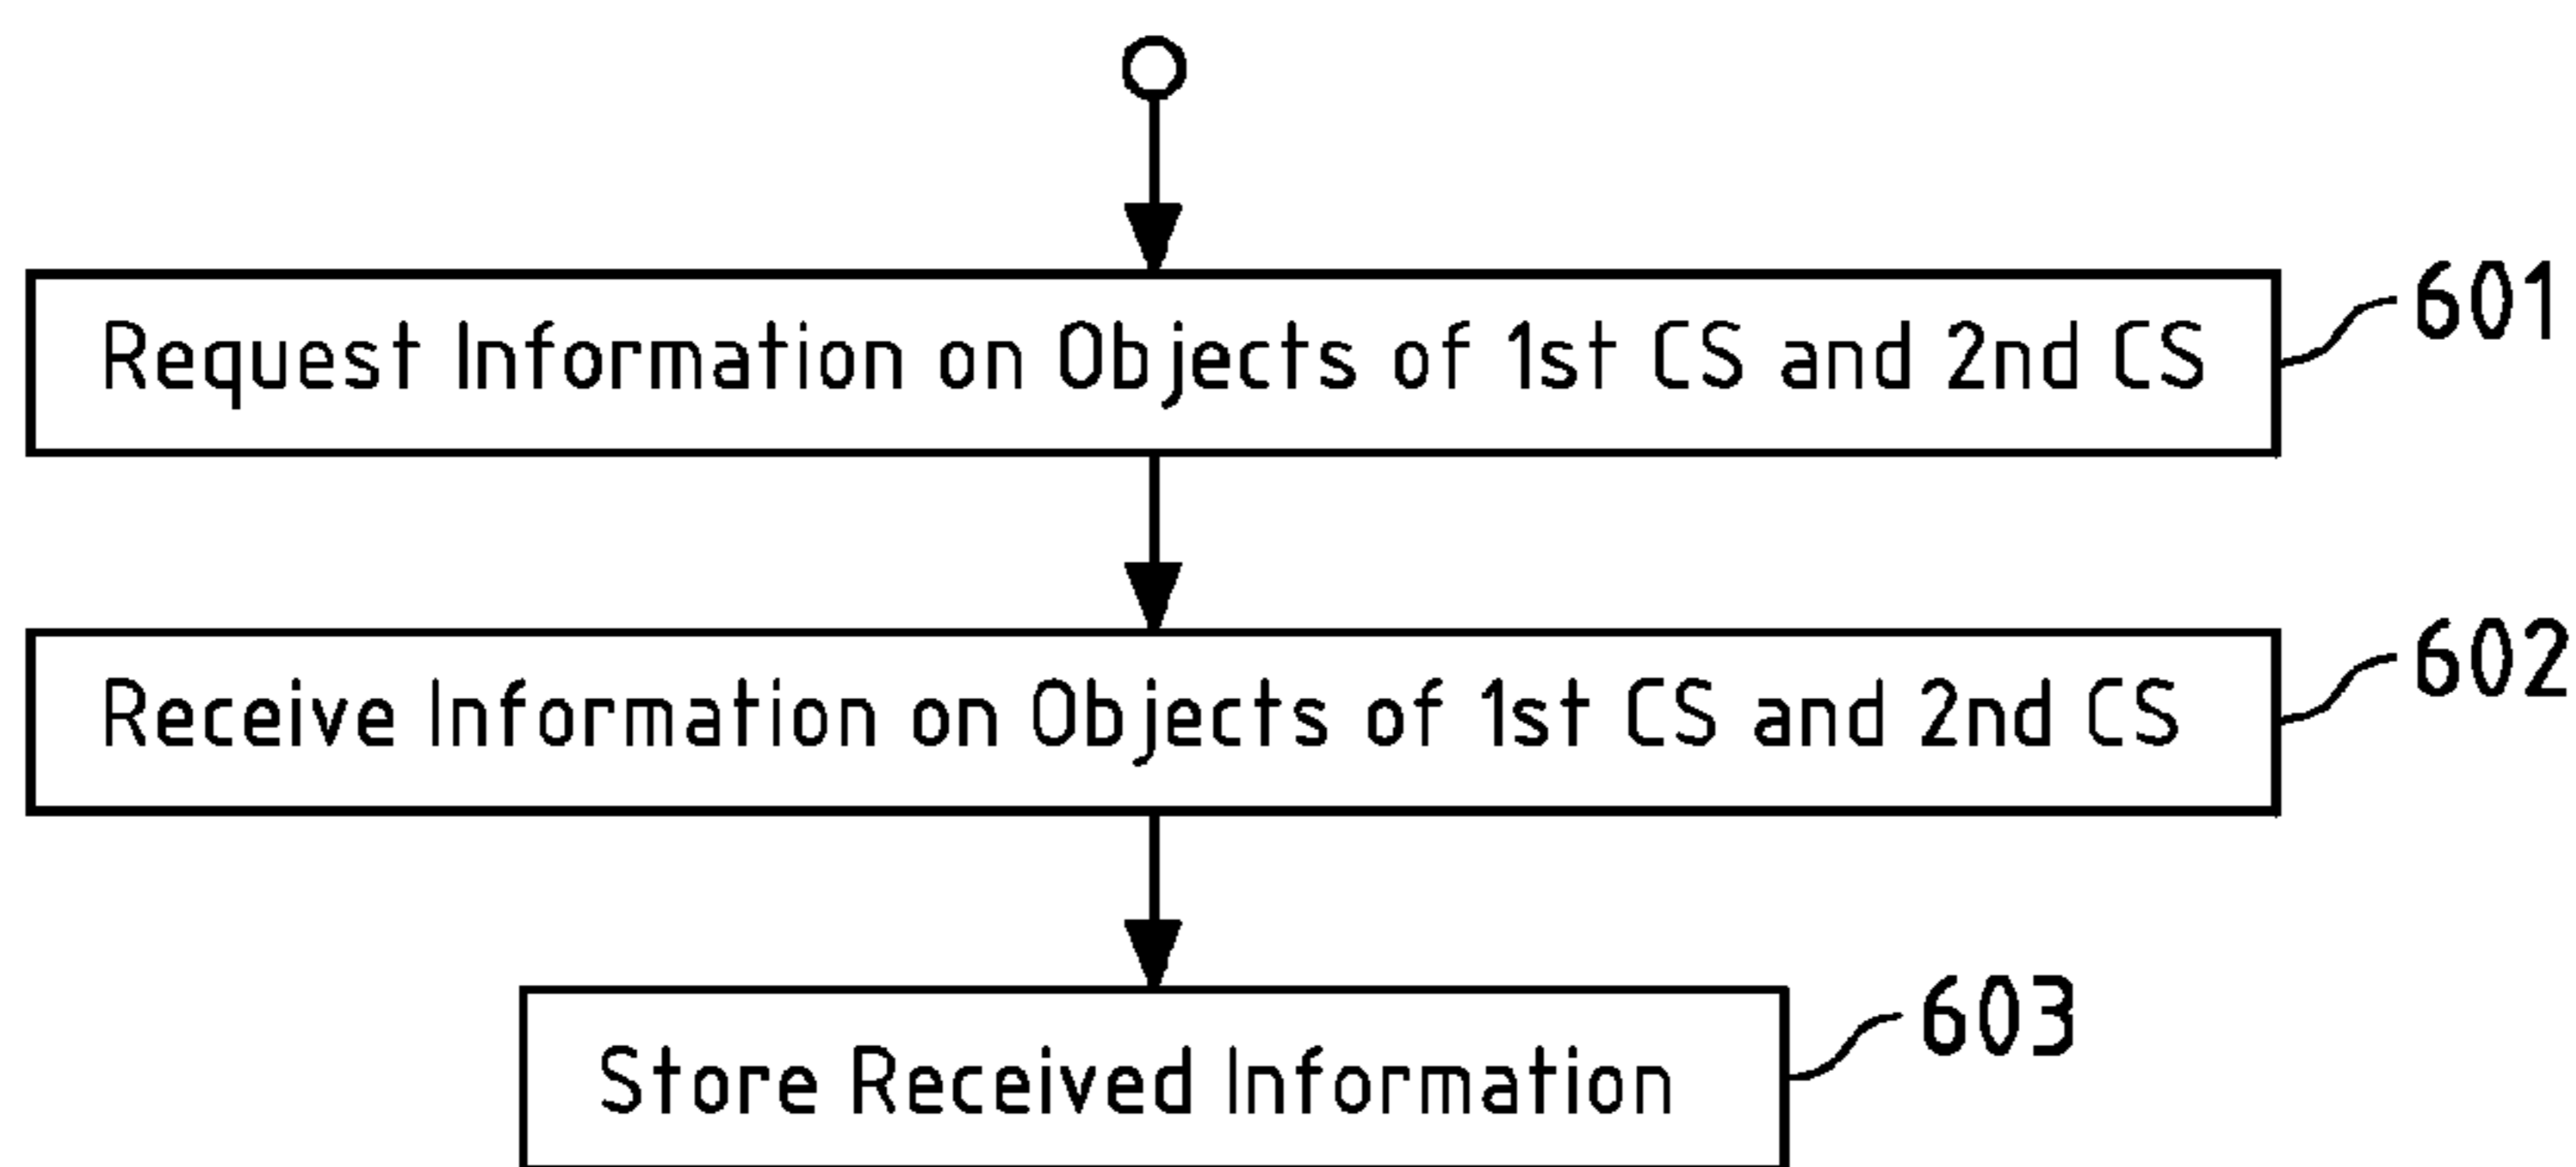 Request Information on Objects of 1st CS and 2nd CS
601
Receive Information on Objects of 1st CS and 2nd CS
602
Store Received Information
603